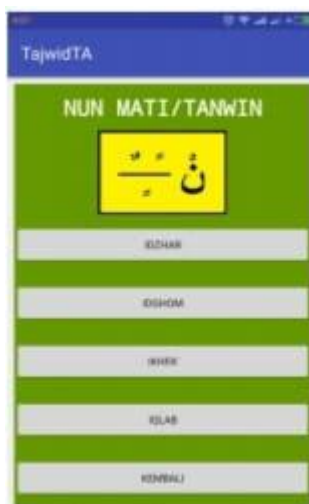 TajwidTA
NUN MATI/TANWIN
IDZHAR
IDGHOM
IQLAB
KEMBALI